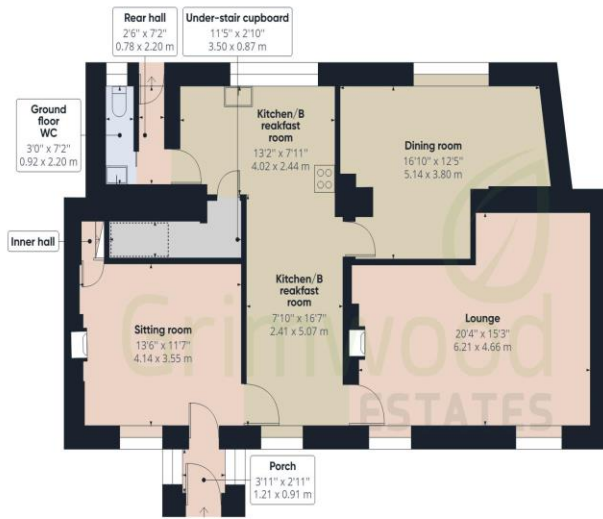 Rear hall
2'6" x 7'2"
0.78 x 2.20 m
Under-stair cupboard
11'5" x 2'10"
3.50 x 0.87 m
Ground
floor
WC
3'0" x 7'2"
0.92 x 2.20 m
Kitchen/B
reakfast
room
13'2" x 7'11"
4.02 x 2.44 m
Dining room
16'10" x 12'5"
5.14 x 3.80 m
Inner hall
Kitchen/B
reakfast
room
7'10" x 16'7"
2.41 x 5.07 m
Sitting room
13'6" x 11'7"
4.14 x 3.55 m
Lounge
20'4" x 15'3"
6.21 x 4.66 m
Grimwood
ESTATES
Porch
3'11" x 2'11"
1.21 x 0.91 m